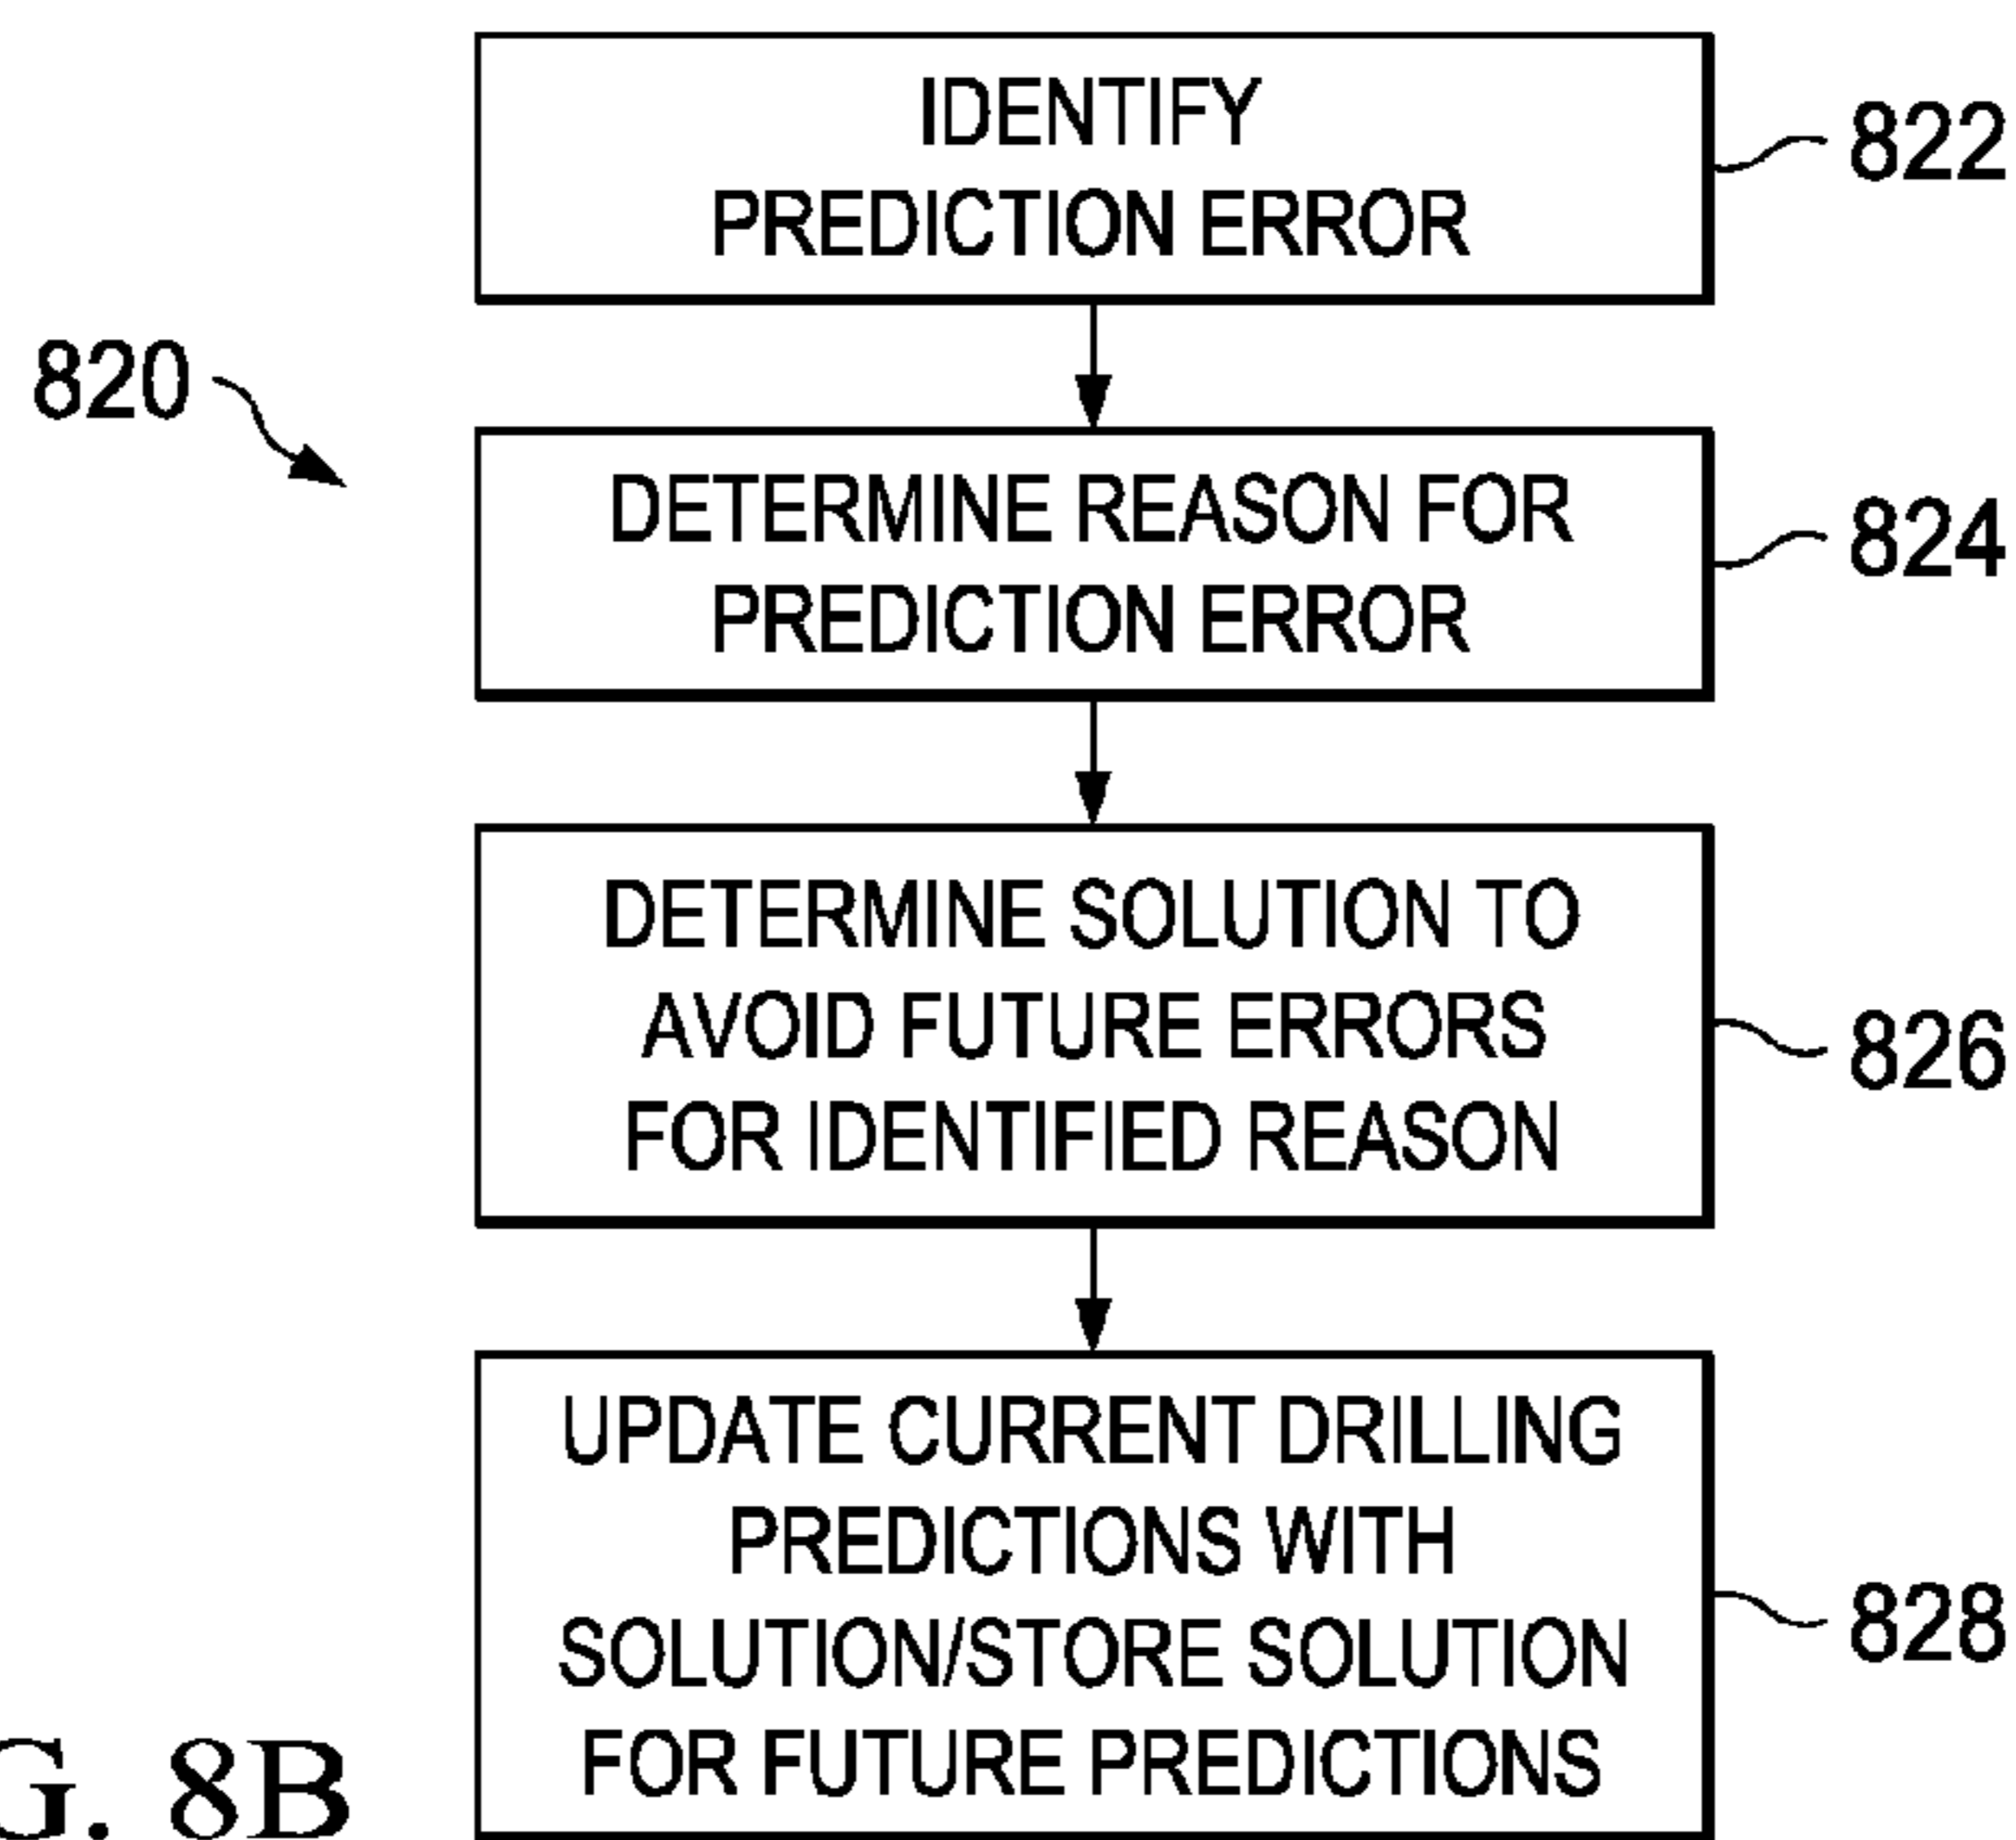 IDENTIFY
PREDICTION ERROR
822
820
DETERMINE REASON FOR
PREDICTION ERROR
824
DETERMINE SOLUTION TO
AVOID FUTURE ERRORS
FOR IDENTIFIED REASON
826
UPDATE CURRENT DRILLING
PREDICTIONS WITH
SOLUTION/STORE SOLUTION
FOR FUTURE PREDICTIONS
828
G. 8B